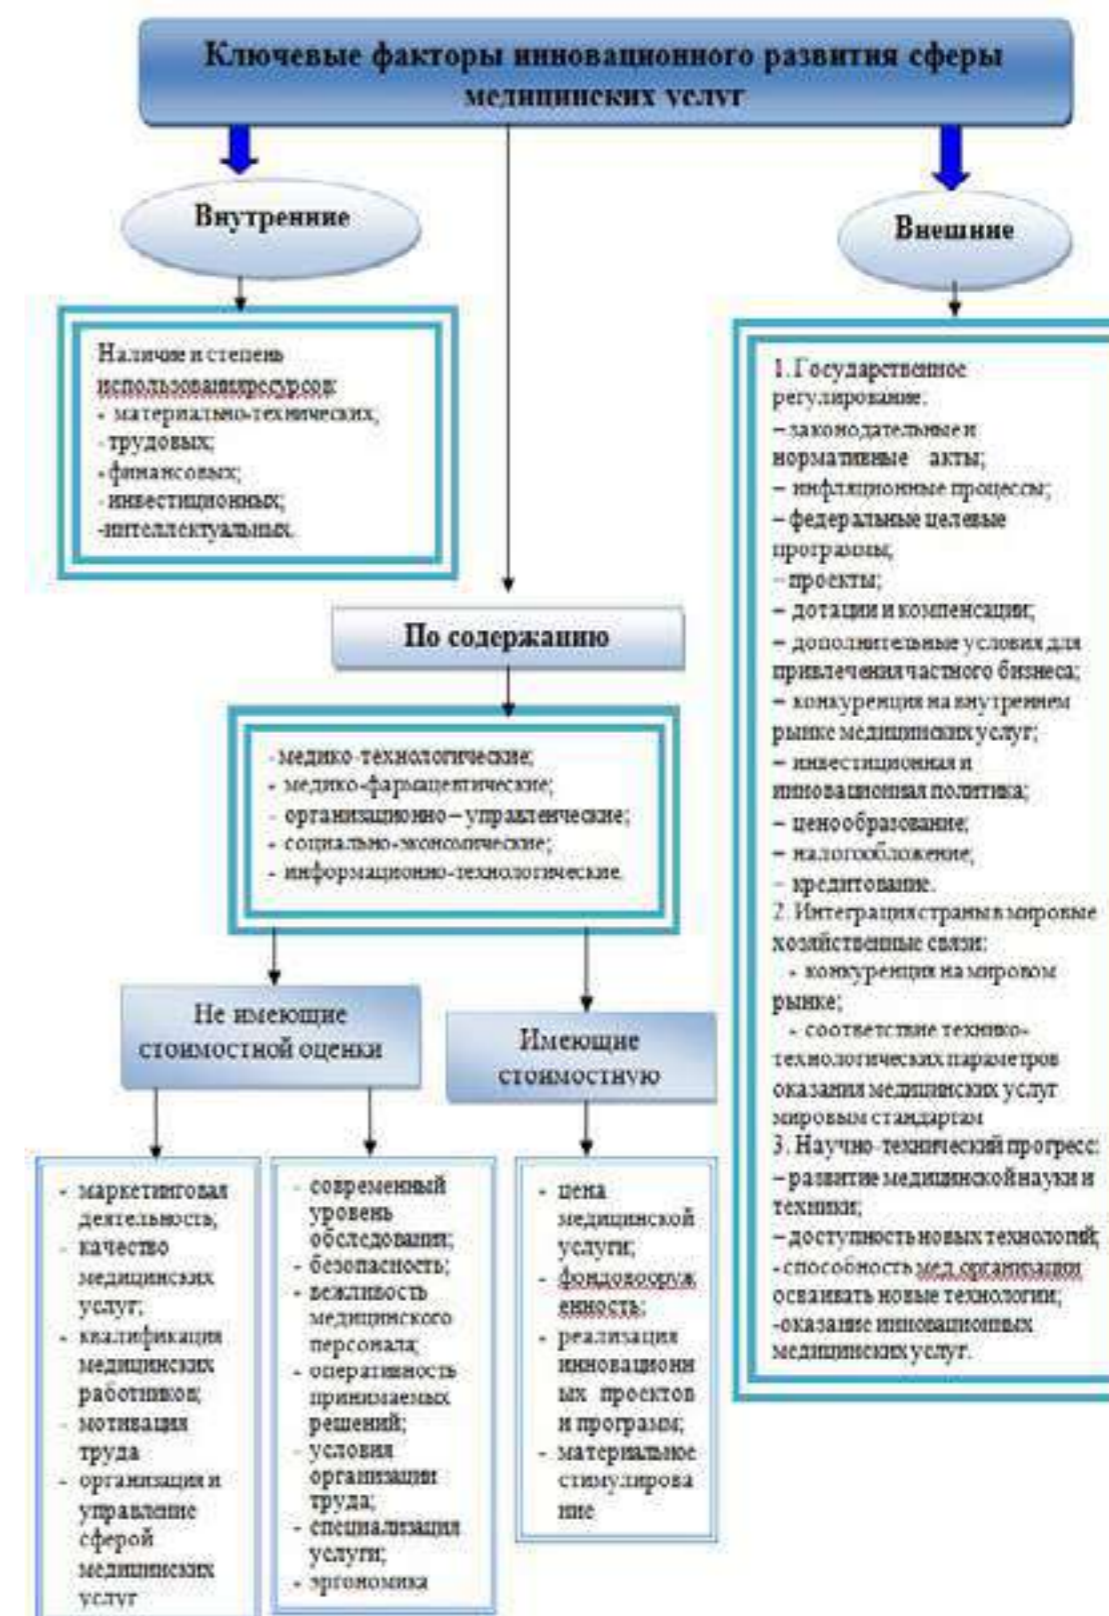 Ключевые факторы инновационного развития сферы
медицинских услуг
Внутренние
Внешние
Наличие и степень
использованияресурсов:
- материально-технических;
- трудовых;
- финансовых;
- инвестиционных;
-интеллектуальных.
По содержанию
- медико-технологические;
- медико-фармацевтические;
- организационно – управленческие;
- социально-экономические;
- информационно-технологические.
Не имеющие
стоимостной оценки
Имеющие
стоимостную
- маркетинговая
деятельность;
- качество
медицинских
услуг;
- квалификация
медицинских
работников;
- мотивация
труда
- организация и
управление
сферой
медицинских
услуг
- современный
уровень
обследования;
- безопасность;
- вежливость
медицинского
персонала;
- оперативность
принимаемых
решений;
- условия
организации
труда;
- специализация
услуги;
- эргономика
- цена
медицинской
услуги;
- фондовооруж
енность;
- реализация
инновационн
ых проектов
и программ;
- материальное
стимулирова
ние
1. Государственное
регулирование:
– законодательные и
нормативные акты;
– инфляционные процессы;
– федеральные целевые
программы;
– проекты;
– дотации и компенсации;
– дополнительные условия для
привлечения частного бизнеса;
– конкуренция на внутреннем
рынке медицинских услуг;
– инвестиционная и
инновационная политика;
– ценообразование;
– налогообложение;
– кредитование.
2. Интеграция страны в мировые
хозяйственные связи:
- конкуренция на мировом
рынке;
- соответствие технико-
технологических параметров
оказания медицинских услуг
мировым стандартам
3. Научно-технический прогресс:
– развитие медицинской науки и
техники;
– доступность новых технологий;
-способность мед.организации
осваивать новые технологии;
-оказание инновационных
медицинских услуг.